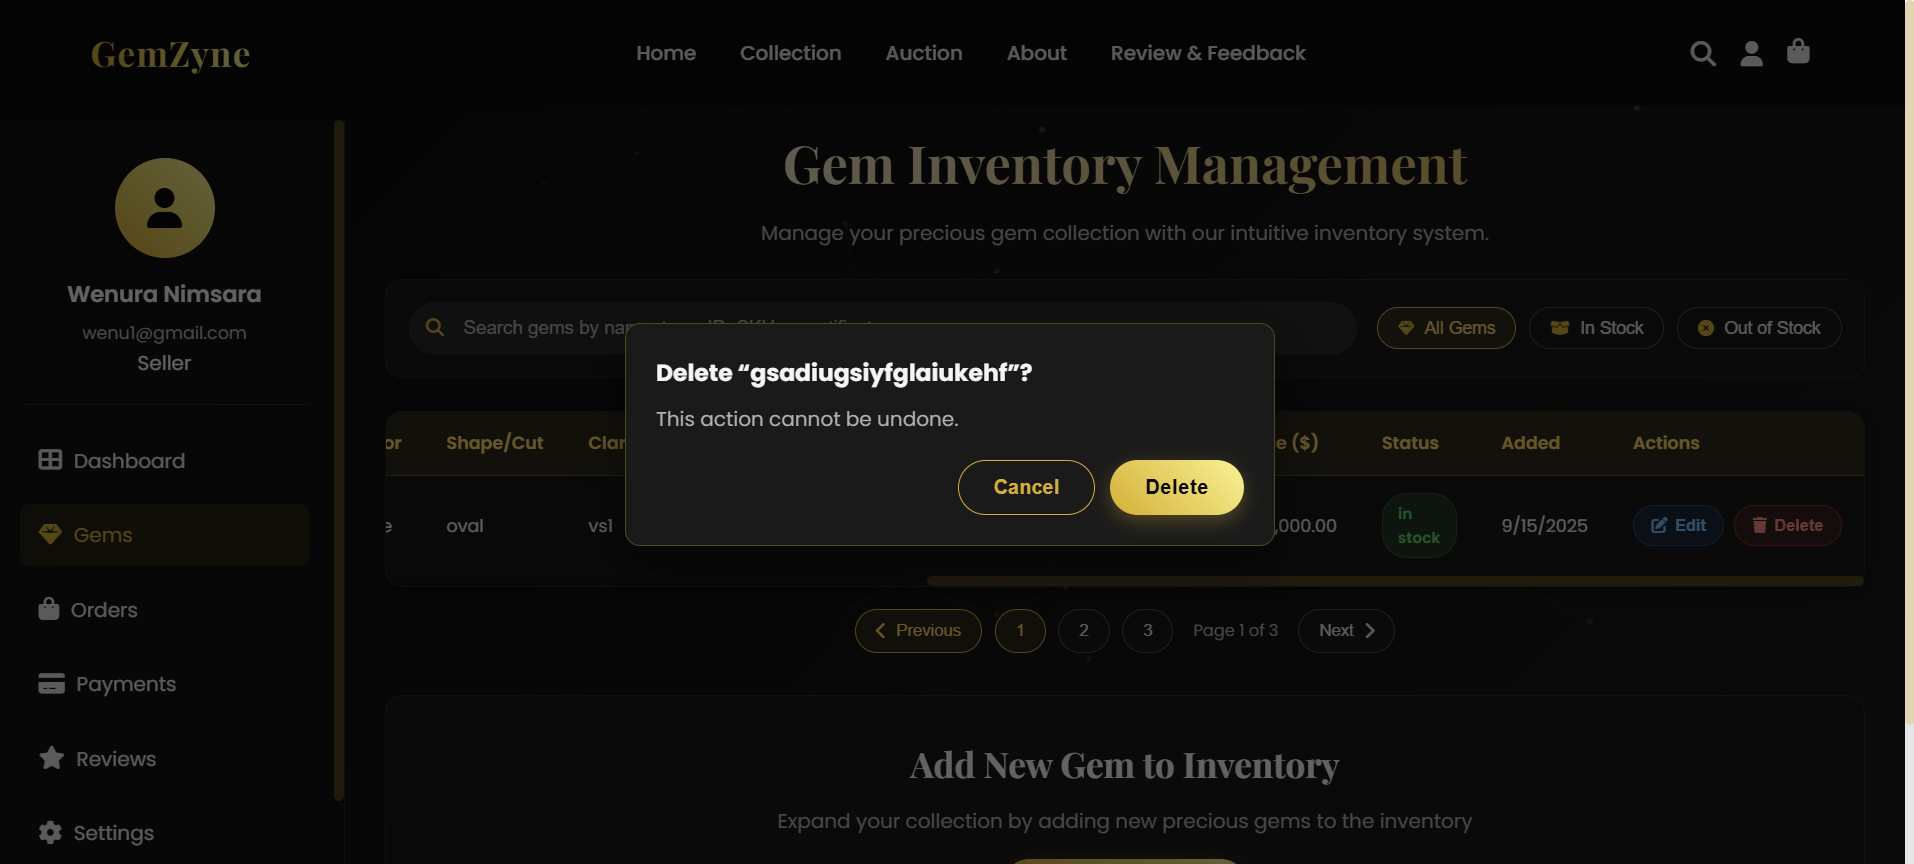 GemZyne
Home
Collection
Auction
About
Review & Feedback
Wenura Nimsara
wenu1@gmail.com
Seller
Dashboard
Gems
Orders
Payments
Reviews
Settings
Gem Inventory Management
Manage your precious gem collection with our intuitive inventory system.
Search gems by
All Gems
In Stock
Out of Stock
Shape/Cut
($)
Status
Added
Actions
oval
vs1
,000.00
in
stock
9/15/2025
Edit
Delete
Delete “gsadiugsiyfglaiukehf”?
This action cannot be undone.
Cancel
Delete
Previous
1
2
3
Page 1 of 3
Next
Add New Gem to Inventory
Expand your collection by adding new precious gems to the inventory